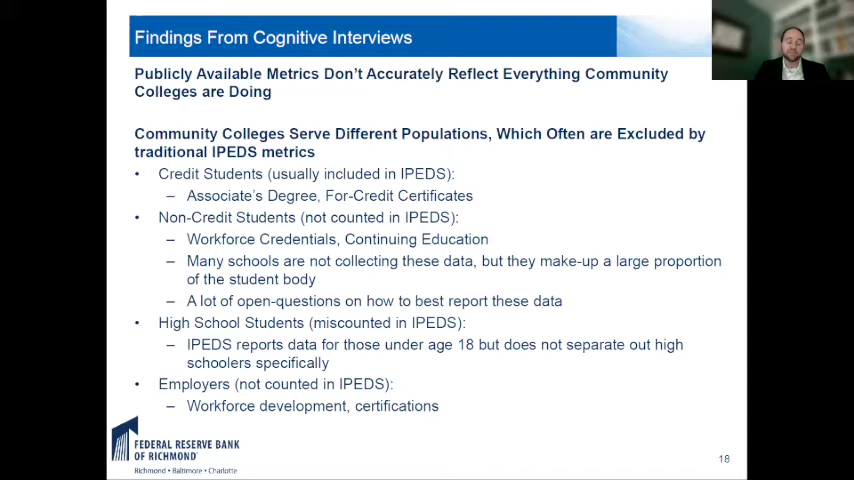 Findings From Cognitive Interviews
Publicly Available Metrics Don't Accurately Reflect Everything Community
Colleges are Doing
Community Colleges Serve Different Populations, Which Often are Excluded by
traditional IPEDS metrics
• Credit Students (usually included in IPEDS):
– Associate's Degree, For-Credit Certificates
• Non-Credit Students (not counted in IPEDS):
– Workforce Credentials, Continuing Education
– Many schools are not collecting these data, but they make-up a large proportion
of the student body
– A lot of open-questions on how to best report these data
• High School Students (miscounted in IPEDS):
– IPEDS reports data for those under age 18 but does not separate out high
schoolers specifically
• Employers (not counted in IPEDS):
– Workforce development, certifications
FEDERAL RESERVE BANK
OF RICHMOND
Richmond • Baltimore • Charlotte
18